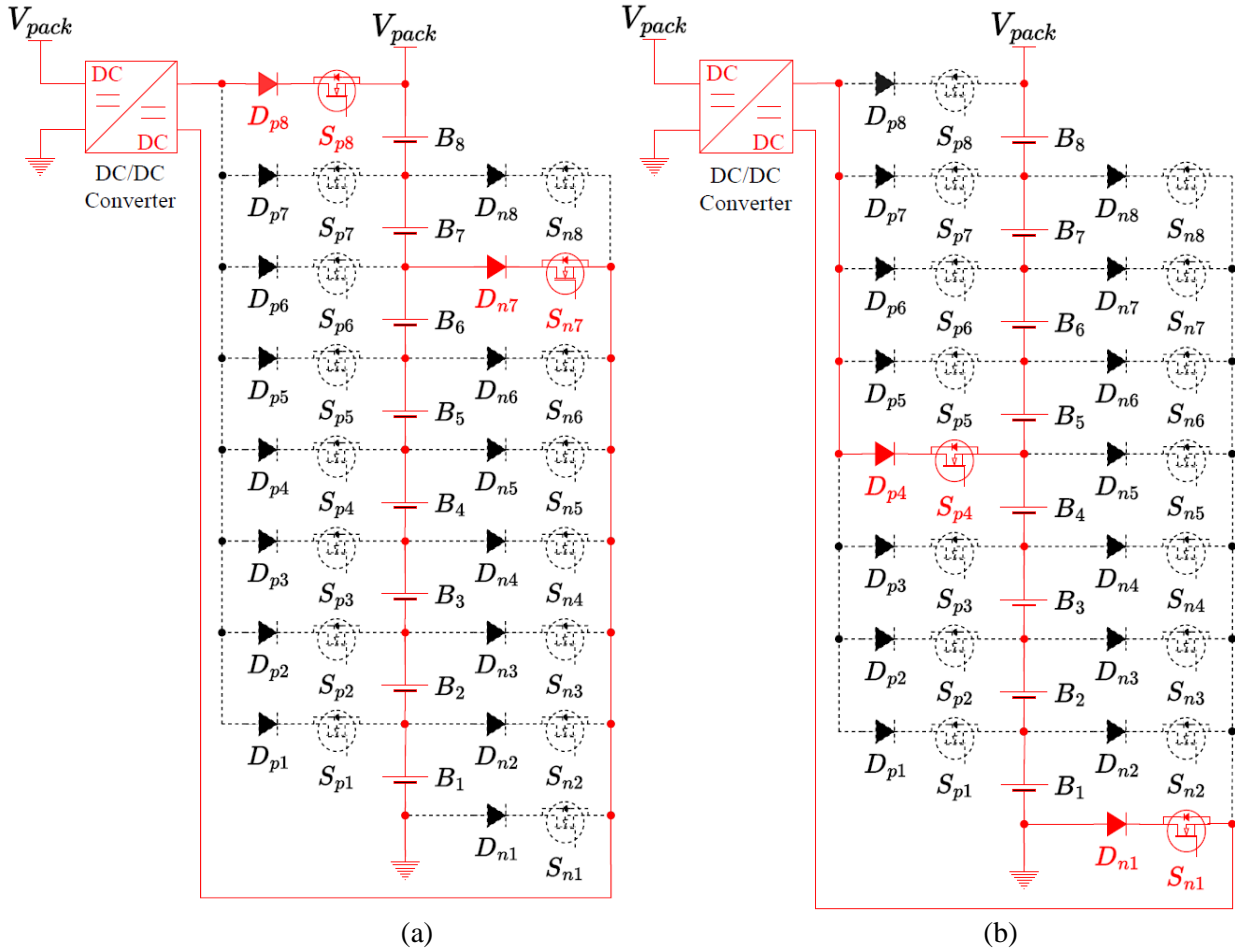 V_pack
V_pack
DC
DC
DC/DC
Converter
D_p8
S_p8
B_8
D_p7
S_p7
D_n8
S_n8
B_7
D_p6
S_p6
D_n7
S_n7
B_6
D_p5
S_p5
D_n6
S_n6
B_5
D_p4
S_p4
D_n5
S_n5
B_4
D_p3
S_p3
D_n4
S_n4
B_3
D_p2
S_p2
D_n3
S_n3
B_2
D_p1
S_p1
D_n2
S_n2
B_1
D_n1
S_n1
(a)
V_pack
V_pack
DC
DC
DC/DC
Converter
D_p8
S_p8
B_8
D_p7
S_p7
D_n8
S_n8
B_7
D_p6
S_p6
D_n7
S_n7
B_6
D_p5
S_p5
D_n6
S_n6
B_5
D_p4
S_p4
D_n5
S_n5
B_4
D_p3
S_p3
D_n4
S_n4
B_3
D_p2
S_p2
D_n3
S_n3
B_2
D_p1
S_p1
D_n2
S_n2
B_1
D_n1
S_n1
(b)